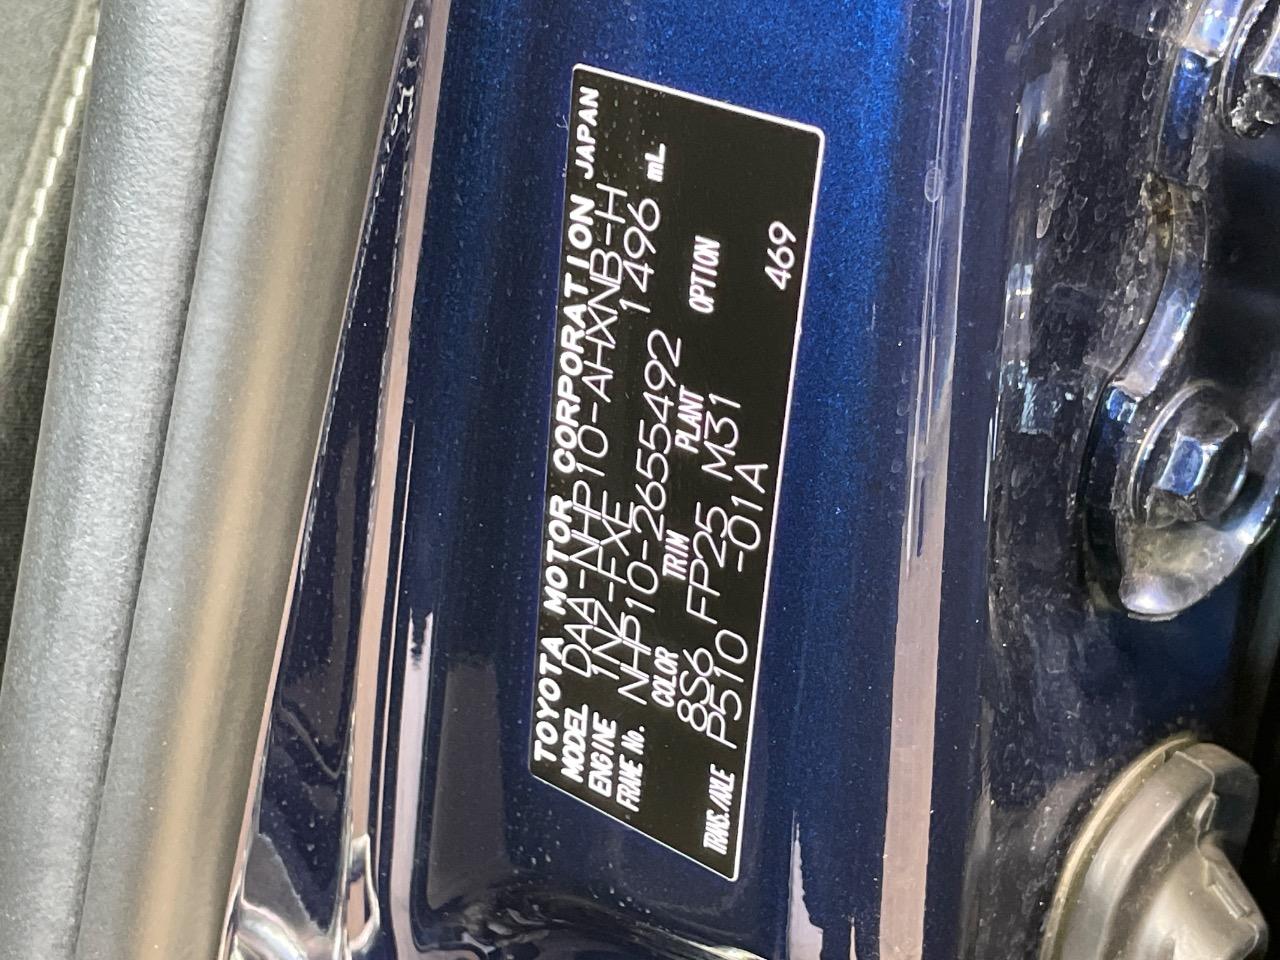 TOYOTA MOTOR CORPORATION JAPAN
MODEL DAA-NHP10-AHXNB-H
ENGINE 1NZ-FXE 1496 mL
FRAME No. NHP10-2655492
COLOR TRIM PLANT OPTION
8S6 FP25 M31
TRANS./AXLE P510 -01A 469